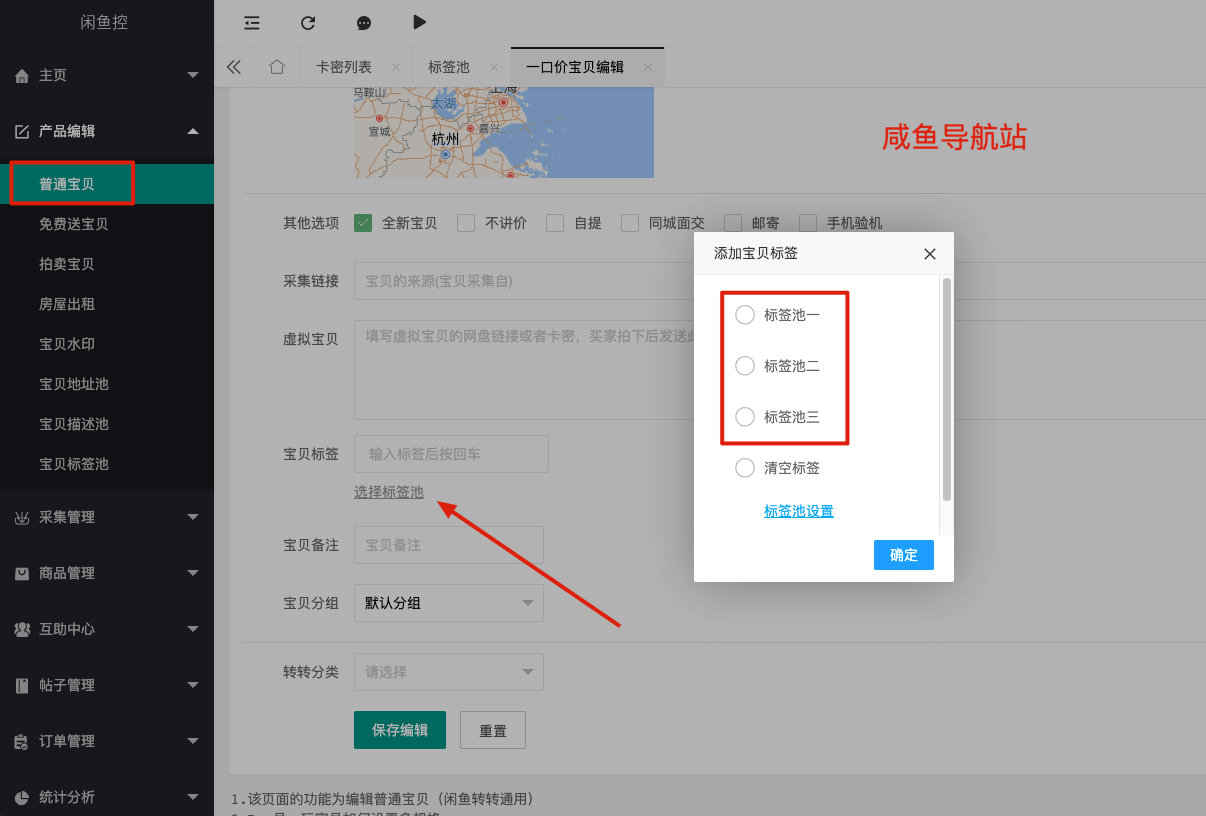 闲鱼控
主页
产品编辑
普通宝贝
免费送宝贝
拍卖宝贝
房屋出租
宝贝水印
宝贝地址池
宝贝描述池
宝贝标签池
采集管理
商品管理
互助中心
帖子管理
订单管理
统计分析
卡密列表 × 标签池 × 一口价宝贝编辑 ×
马鞍山 太湖 上海
宣城 杭州 嘉兴
咸鱼导航站
其他选项 全新宝贝 不讲价 自提 同城面交 邮寄 手机验机
采集链接 宝贝的来源(宝贝采集自)
虚拟宝贝 填写虚拟宝贝的网盘链接或者卡密，买家拍下后发送
宝贝标签 输入标签后按回车
选择标签池
宝贝备注 宝贝备注
宝贝分组 默认分组
转转分类 请选择
保存编辑 重置
1.该页面的功能为编辑普通宝贝（闲鱼转转通用）
添加宝贝标签
标签池一
标签池二
标签池三
清空标签
标签池设置
确定